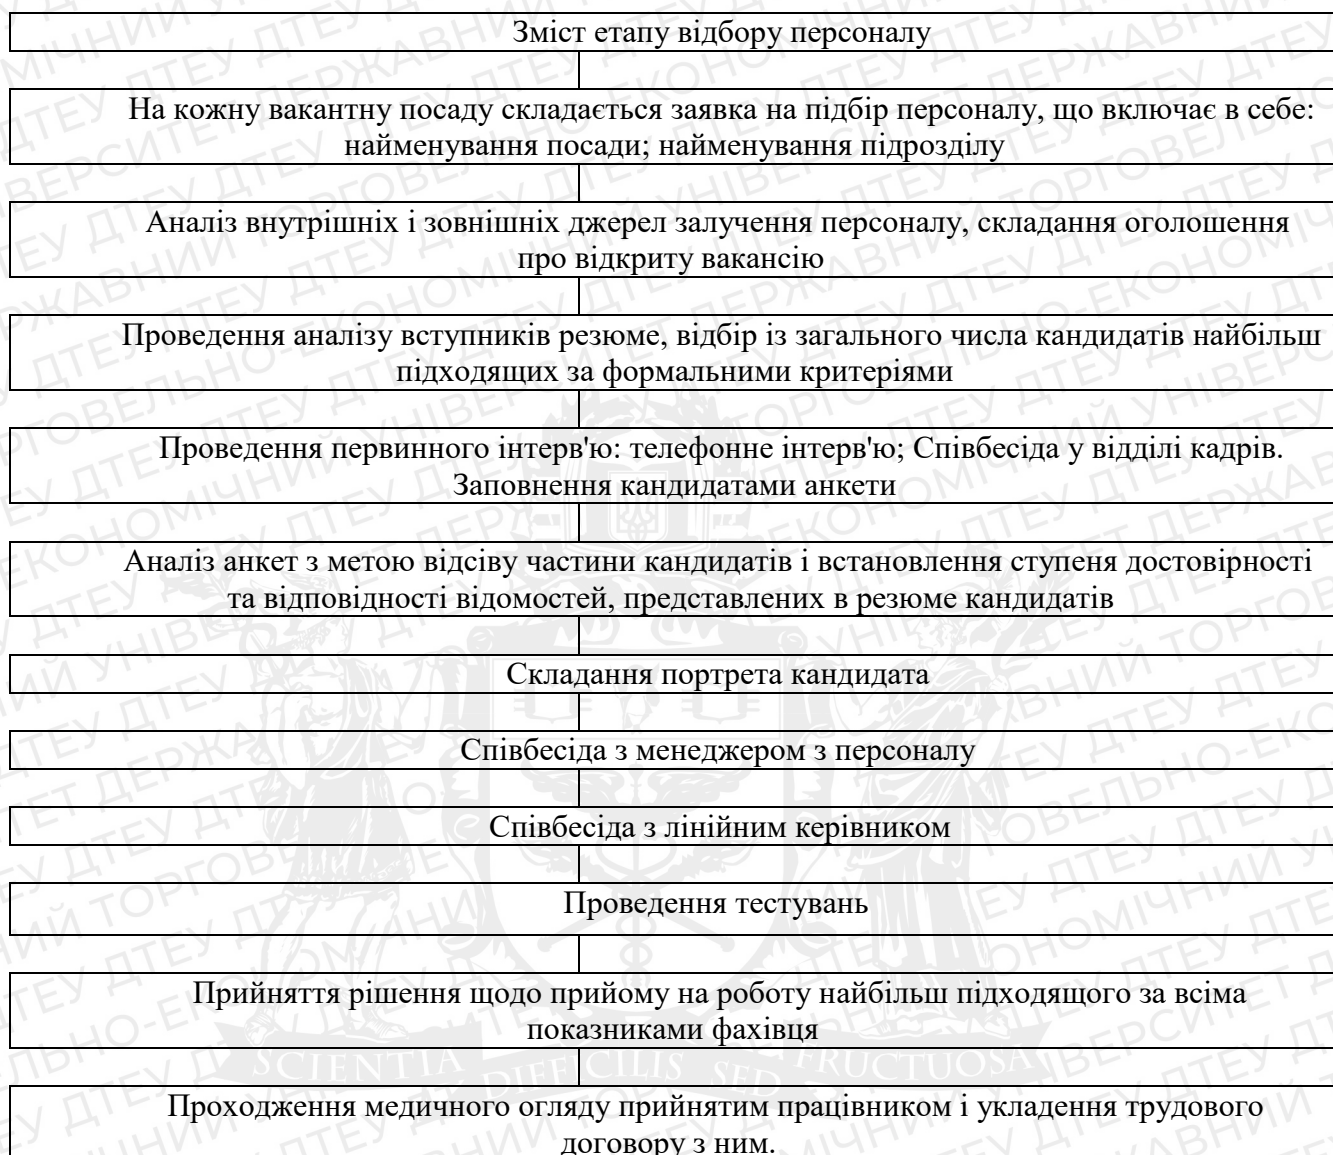 Зміст етапу відбору персоналу
На кожну вакантну посаду складається заявка на підбір персоналу, що включає в себе:
найменування посади; найменування підрозділу
Аналіз внутрішніх і зовнішніх джерел залучення персоналу, складання оголошення
про відкриту вакансію
Проведення аналізу вступників резюме, відбір із загального числа кандидатів найбільш
підходящих за формальними критеріями
Проведення первинного інтерв'ю: телефонне інтерв'ю; Співбесіда у відділі кадрів.
Заповнення кандидатами анкети
Аналіз анкет з метою відсіву частини кандидатів і встановлення ступеня достовірності
та відповідності відомостей, представлених в резюме кандидатів
Складання портрета кандидата
Співбесіда з менеджером з персоналу
Співбесіда з лінійним керівником
Проведення тестувань
Прийняття рішення щодо прийому на роботу найбільш підходящого за всіма
показниками фахівця
SCIENTIA DIFFICILIS SED FRUCTUOSA
Проходження медичного огляду прийнятим працівником і укладення трудового
договору з ним.